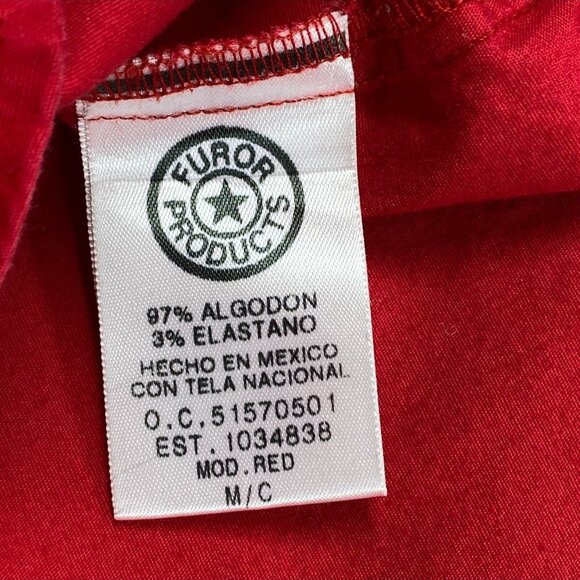 FUROR
PRODUCTS
97% ALGODON
3% ELASTANO
HECHO EN MEXICO
CON TELA NACIONAL
O.C.51570501
EST.1034838
MOD.RED
M/C